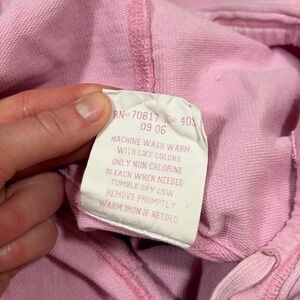 RN 70817
09 06
MACHINE WASH WARM
WITH LIKE COLORS
ONLY NON CHLORINE
BLEACH WHEN NEEDED
TUMBLE DRY LOW
REMOVE PROMPTLY
WARM IRON IF NEEDED